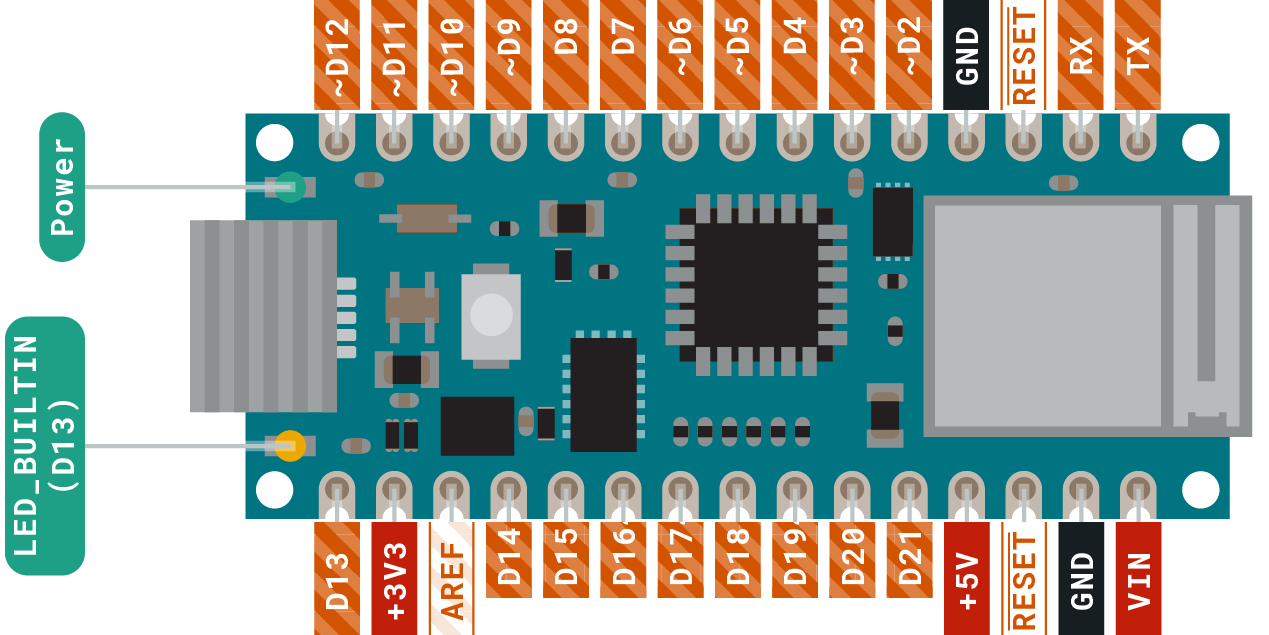 ~D12
~D11
~D10
~D9
D8
D7
~D6
~D5
D4
~D3
~D2
GND
RESET
RX
TX
Power
LED_BUILTIN
(D13)
D13
+3V3
AREF
D14
D15
D16
D17
D18
D19
D20
D21
+5V
RESET
GND
VIN